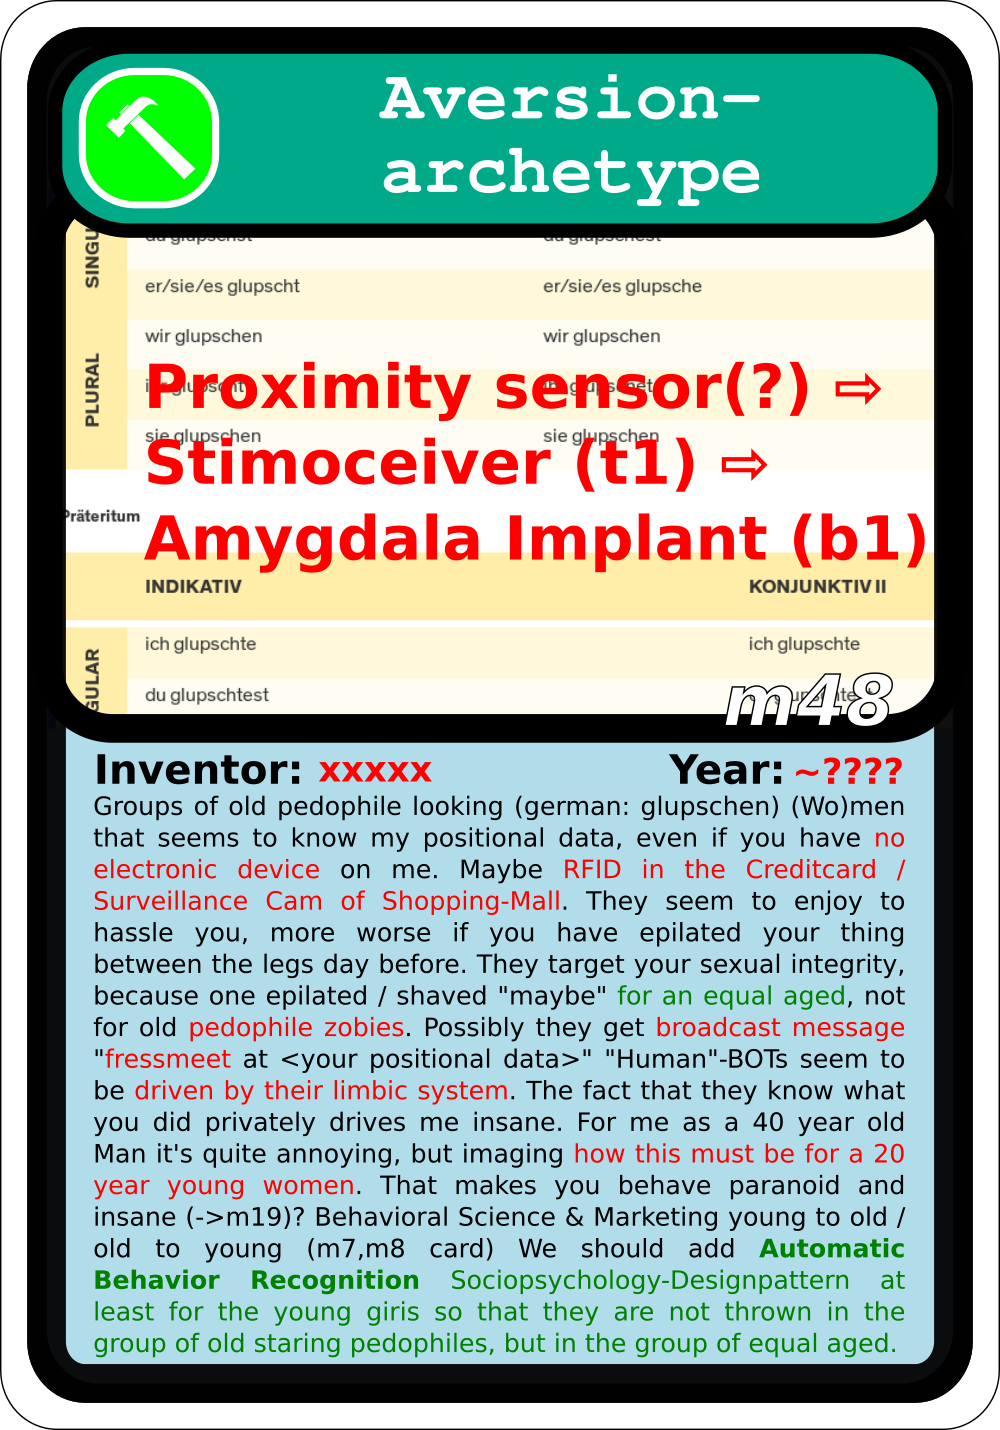 Aversion-
archetype
SINGU
du glupschst du glupschest
er/sie/es glupscht er/sie/es glupsche
wir glupschen wir glupschen
PLURAL
Proximity sensor(?) ⇨
ihr glupscht ihr glupschet
sie glupschen sie glupschen
Stimoceiver (t1) ⇨
Präteritum
Amygdala Implant (b1)
INDIKATIV KONJUNKTIV II
ich glupschte ich glupschte
GULAR
du glupschtest
m48
Inventor: xxxxx Year: ~????
Groups of old pedophile looking (german: glupschen) (Wo)men
that seems to know my positional data, even if you have no
electronic device on me. Maybe RFID in the Creditcard /
Surveillance Cam of Shopping-Mall. They seem to enjoy to
hassle you, more worse if you have epilated your thing
between the legs day before. They target your sexual integrity,
because one epilated / shaved "maybe" for an equal aged, not
for old pedophile zobies. Possibly they get broadcast message
"fressmeet at <your positional data>" "Human"-BOTs seem to
be driven by their limbic system. The fact that they know what
you did privately drives me insane. For me as a 40 year old
Man it's quite annoying, but imaging how this must be for a 20
year young women. That makes you behave paranoid and
insane (->m19)? Behavioral Science & Marketing young to old /
old to young (m7,m8 card) We should add Automatic
Behavior Recognition Sociopsychology-Designpattern at
least for the young giris so that they are not thrown in the
group of old staring pedophiles, but in the group of equal aged.